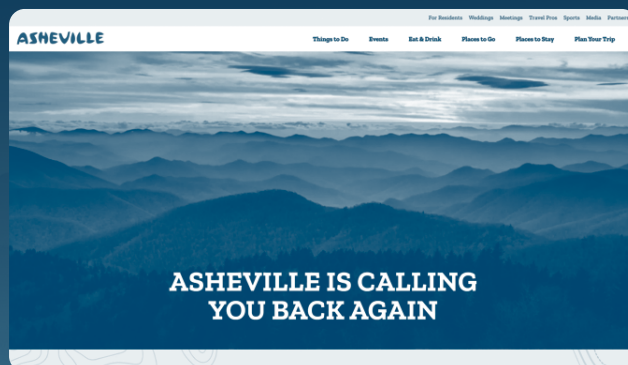 For Residents Weddings Meetings Travel Pros Sports Media Partners
ASHEVILLE
Things to Do Events Eat & Drink Places to Go Places to Stay Plan Your Trip
ASHEVILLE IS CALLING
YOU BACK AGAIN